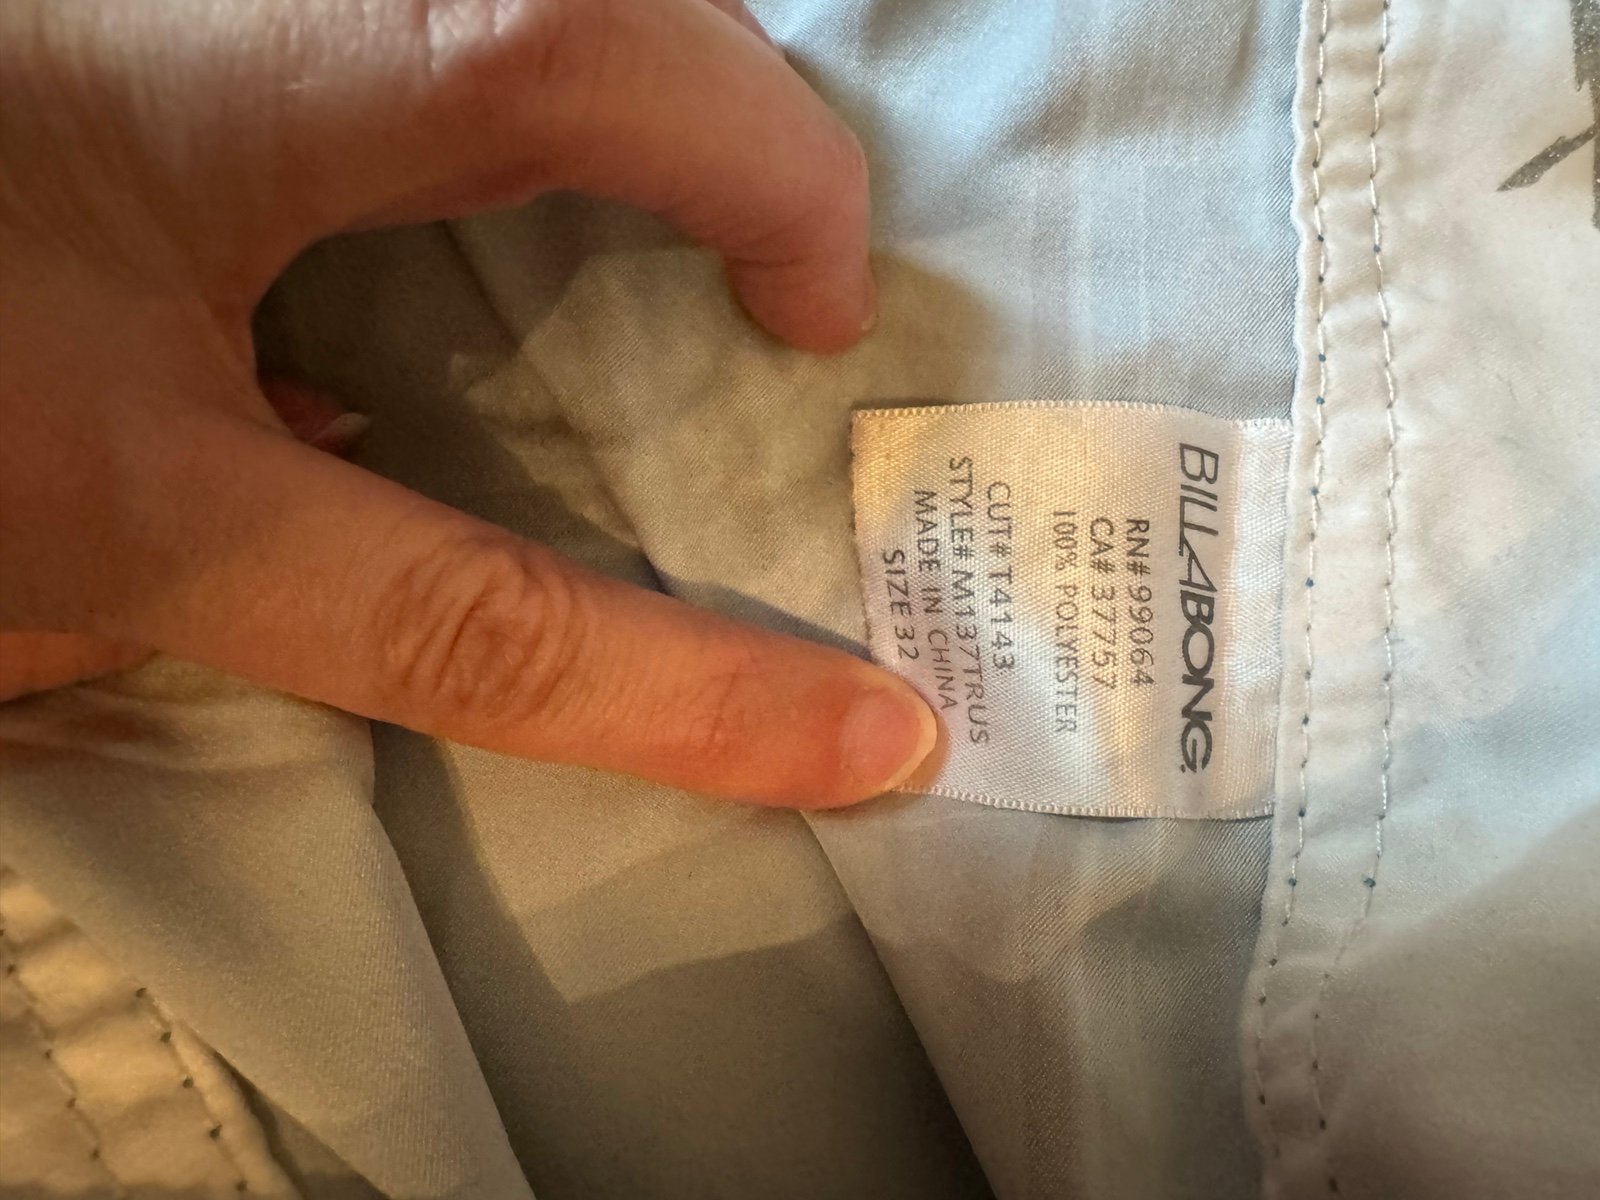 BILLABONG
RN# 99064
CA# 37757
100% POLYESTER
CUT# T4143
STYLE# M137TRUS
MADE IN CHINA
SIZE 32